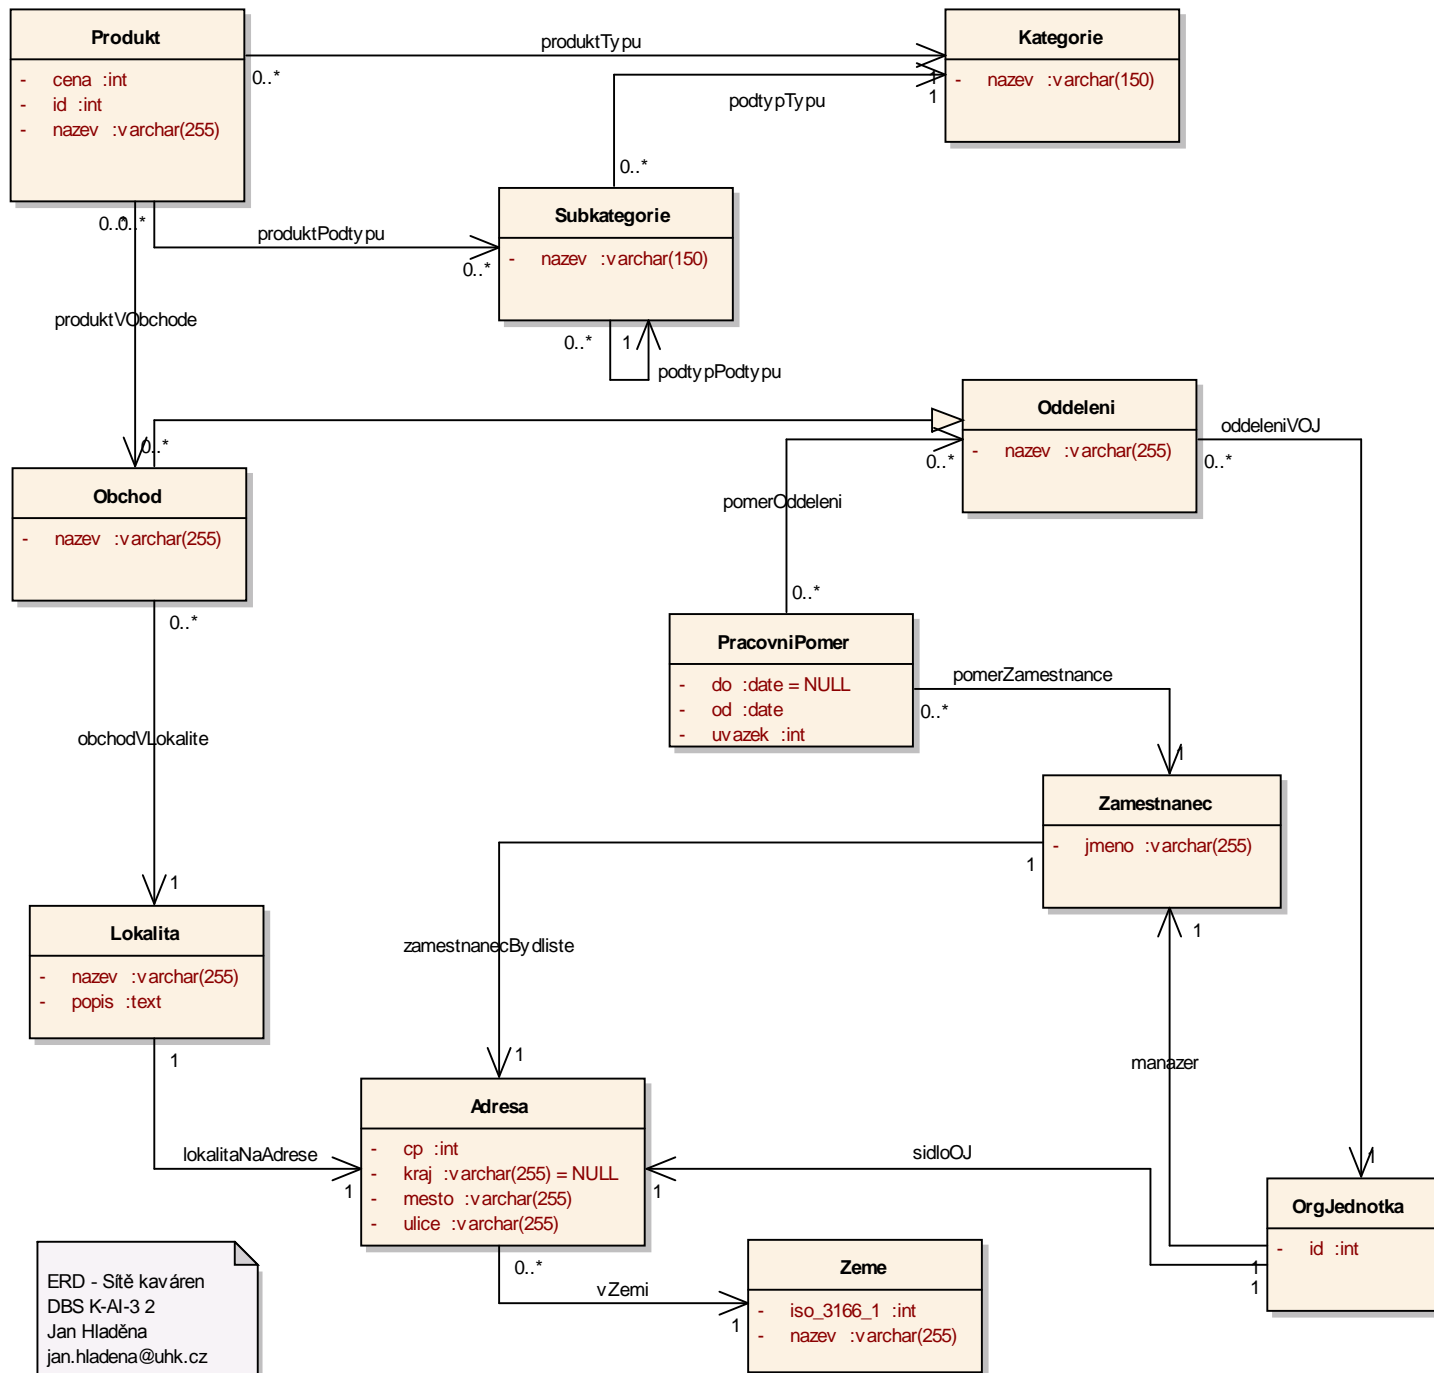 Produkt
- cena :int
- id :int
- nazev :varchar(255)
produktTypu
0..*
Kategorie
- nazev :varchar(150)
1
1
podtypTypu
0..*
Subkategorie
- nazev :varchar(150)
0..*
0..*
produktPodtypu
0..*
0..*
1
podtypPodtypu
produktVObchode
0..*
Oddeleni
- nazev :varchar(255)
0..*
0..*
oddeleniVOJ
Obchod
- nazev :varchar(255)
0..*
pomerOddeleni
0..*
PracovniPomer
- do :date = NULL
- od :date
- uvazek :int
pomerZamestnance
0..*
1
obchodVLokalite
1
Zamestnanec
- jmeno :varchar(255)
1
1
Lokalita
- nazev :varchar(255)
- popis :text
1
zamestnanecBydliste
1
manazer
Adresa
- cp :int
- kraj :varchar(255) = NULL
- mesto :varchar(255)
- ulice :varchar(255)
lokalitaNaAdrese
1
sidloOJ
1
1
OrgJednotka
- id :int
1
1
0..*
vZemi
1
Zeme
- iso_3166_1 :int
- nazev :varchar(255)
ERD - Sítě kaváren
DBS K-AI-3 2
Jan Hladěna
jan.hladena@uhk.cz